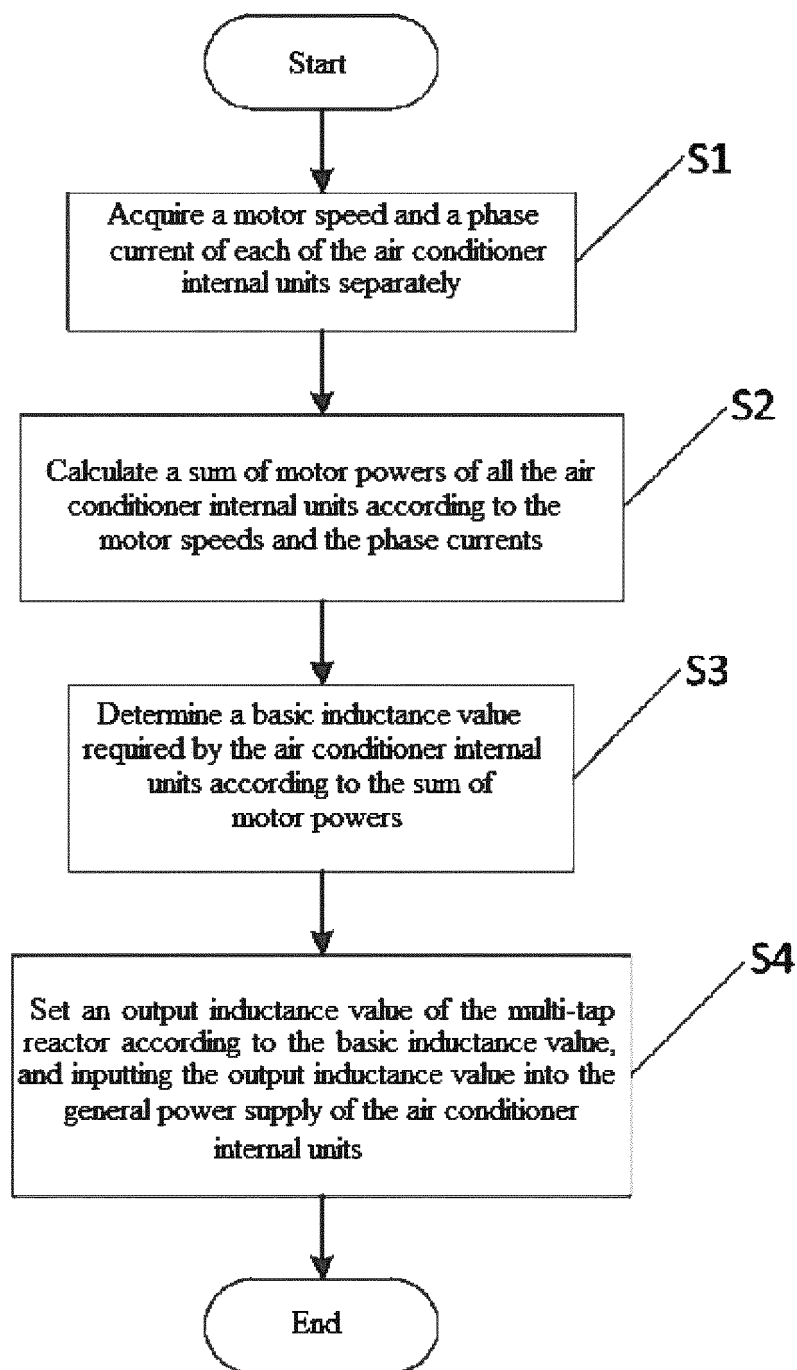 Start
S1
Acquire a motor speed and a phase
current of each of the air conditioner
internal units separately
S2
Calculate a sum of motor powers of all the air
conditioner internal units according to the
motor speeds and the phase currents
S3
Determine a basic inductance value
required by the air conditioner internal
units according to the sum of
motor powers
S4
Set an output inductance value of the multi-tap
reactor according to the basic inductance value,
and inputting the output inductance value into the
general power supply of the air conditioner
internal units
End